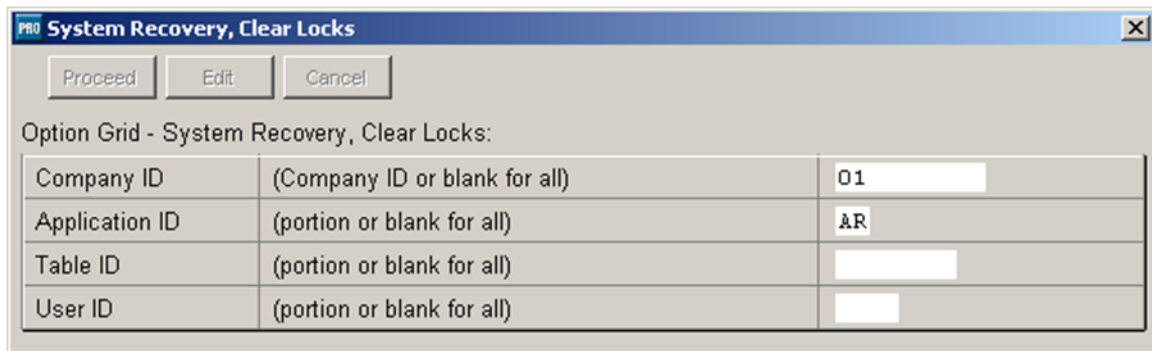 PRO System Recovery, Clear Locks
Proceed Edit Cancel
Option Grid - System Recovery, Clear Locks:
Company ID (Company ID or blank for all) 01
Application ID (portion or blank for all) AR
Table ID (portion or blank for all)
User ID (portion or blank for all)